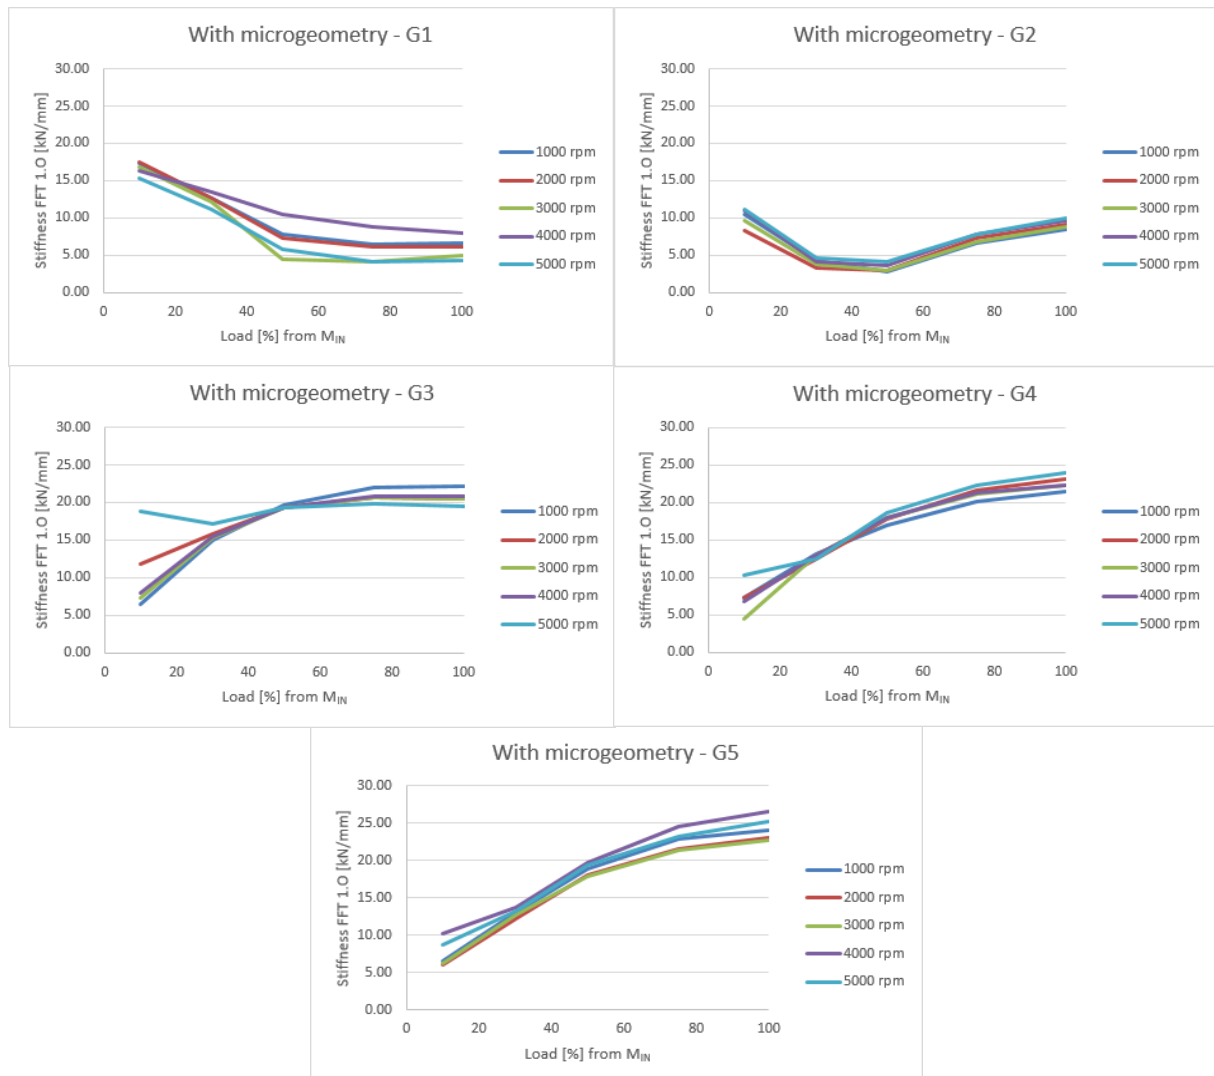 With microgeometry - G1
Stiffness FFT 1.O [kN/mm]
30.00
25.00
20.00
15.00
10.00
5.00
0.00
0 20 40 60 80 100
Load [%] from MIN
1000 rpm
2000 rpm
3000 rpm
4000 rpm
5000 rpm
With microgeometry - G2
Stiffness FFT 1.O [kN/mm]
30.00
25.00
20.00
15.00
10.00
5.00
0.00
0 20 40 60 80 100
Load [%] from MIN
1000 rpm
2000 rpm
3000 rpm
4000 rpm
5000 rpm
With microgeometry - G3
Stiffness FFT 1.O [kN/mm]
30.00
25.00
20.00
15.00
10.00
5.00
0.00
0 20 40 60 80 100
Load [%] from MIN
1000 rpm
2000 rpm
3000 rpm
4000 rpm
5000 rpm
With microgeometry - G4
Stiffness FFT 1.O [kN/mm]
30.00
25.00
20.00
15.00
10.00
5.00
0.00
0 20 40 60 80 100
Load [%] from MIN
1000 rpm
2000 rpm
3000 rpm
4000 rpm
5000 rpm
With microgeometry - G5
Stiffness FFT 1.O [kN/mm]
30.00
25.00
20.00
15.00
10.00
5.00
0.00
0 20 40 60 80 100
Load [%] from MIN
1000 rpm
2000 rpm
3000 rpm
4000 rpm
5000 rpm